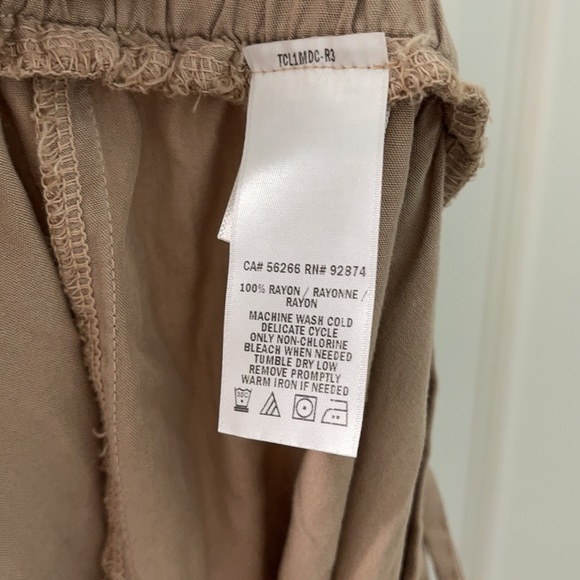 TCL1MDC-R3
CA# 56266 RN# 92874
100% RAYON / RAYONNE /
RAYON
MACHINE WASH COLD
DELICATE CYCLE
ONLY NON-CHLORINE
BLEACH WHEN NEEDED
TUMBLE DRY LOW
REMOVE PROMPTLY
WARM IRON IF NEEDED
30C